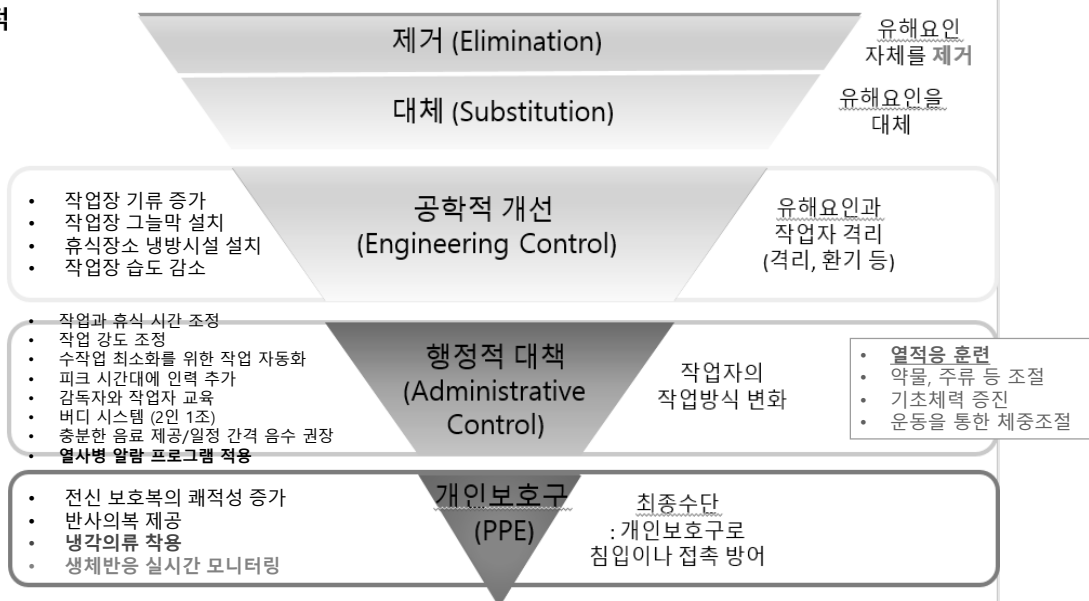 적
제거 (Elimination)
유해요인
자체를 제거
대체 (Substitution)
유해요인을
대체
• 작업장 기류 증가
• 작업장 그늘막 설치
• 휴식장소 냉방시설 설치
• 작업장 습도 감소
공학적 개선
(Engineering Control)
유해요인과
작업자 격리
(격리, 환기 등)
• 작업과 휴식 시간 조정
• 작업 강도 조정
• 수작업 최소화를 위한 작업 자동화
• 피크 시간대에 인력 추가
• 감독자와 작업자 교육
• 버디 시스템 (2인 1조)
• 충분한 음료 제공/일정 간격 음수 권장
• 열사병 알람 프로그램 적용
행정적 대책
(Administrative
Control)
작업자의
작업방식 변화
• 열적응 훈련
• 약물, 주류 등 조절
• 기초체력 증진
• 운동을 통한 체중조절
• 전신 보호복의 쾌적성 증가
• 반사의복 제공
• 냉각의류 착용
• 생체반응 실시간 모니터링
개인보호구
(PPE)
최종수단
: 개인보호구로
침입이나 접촉 방어